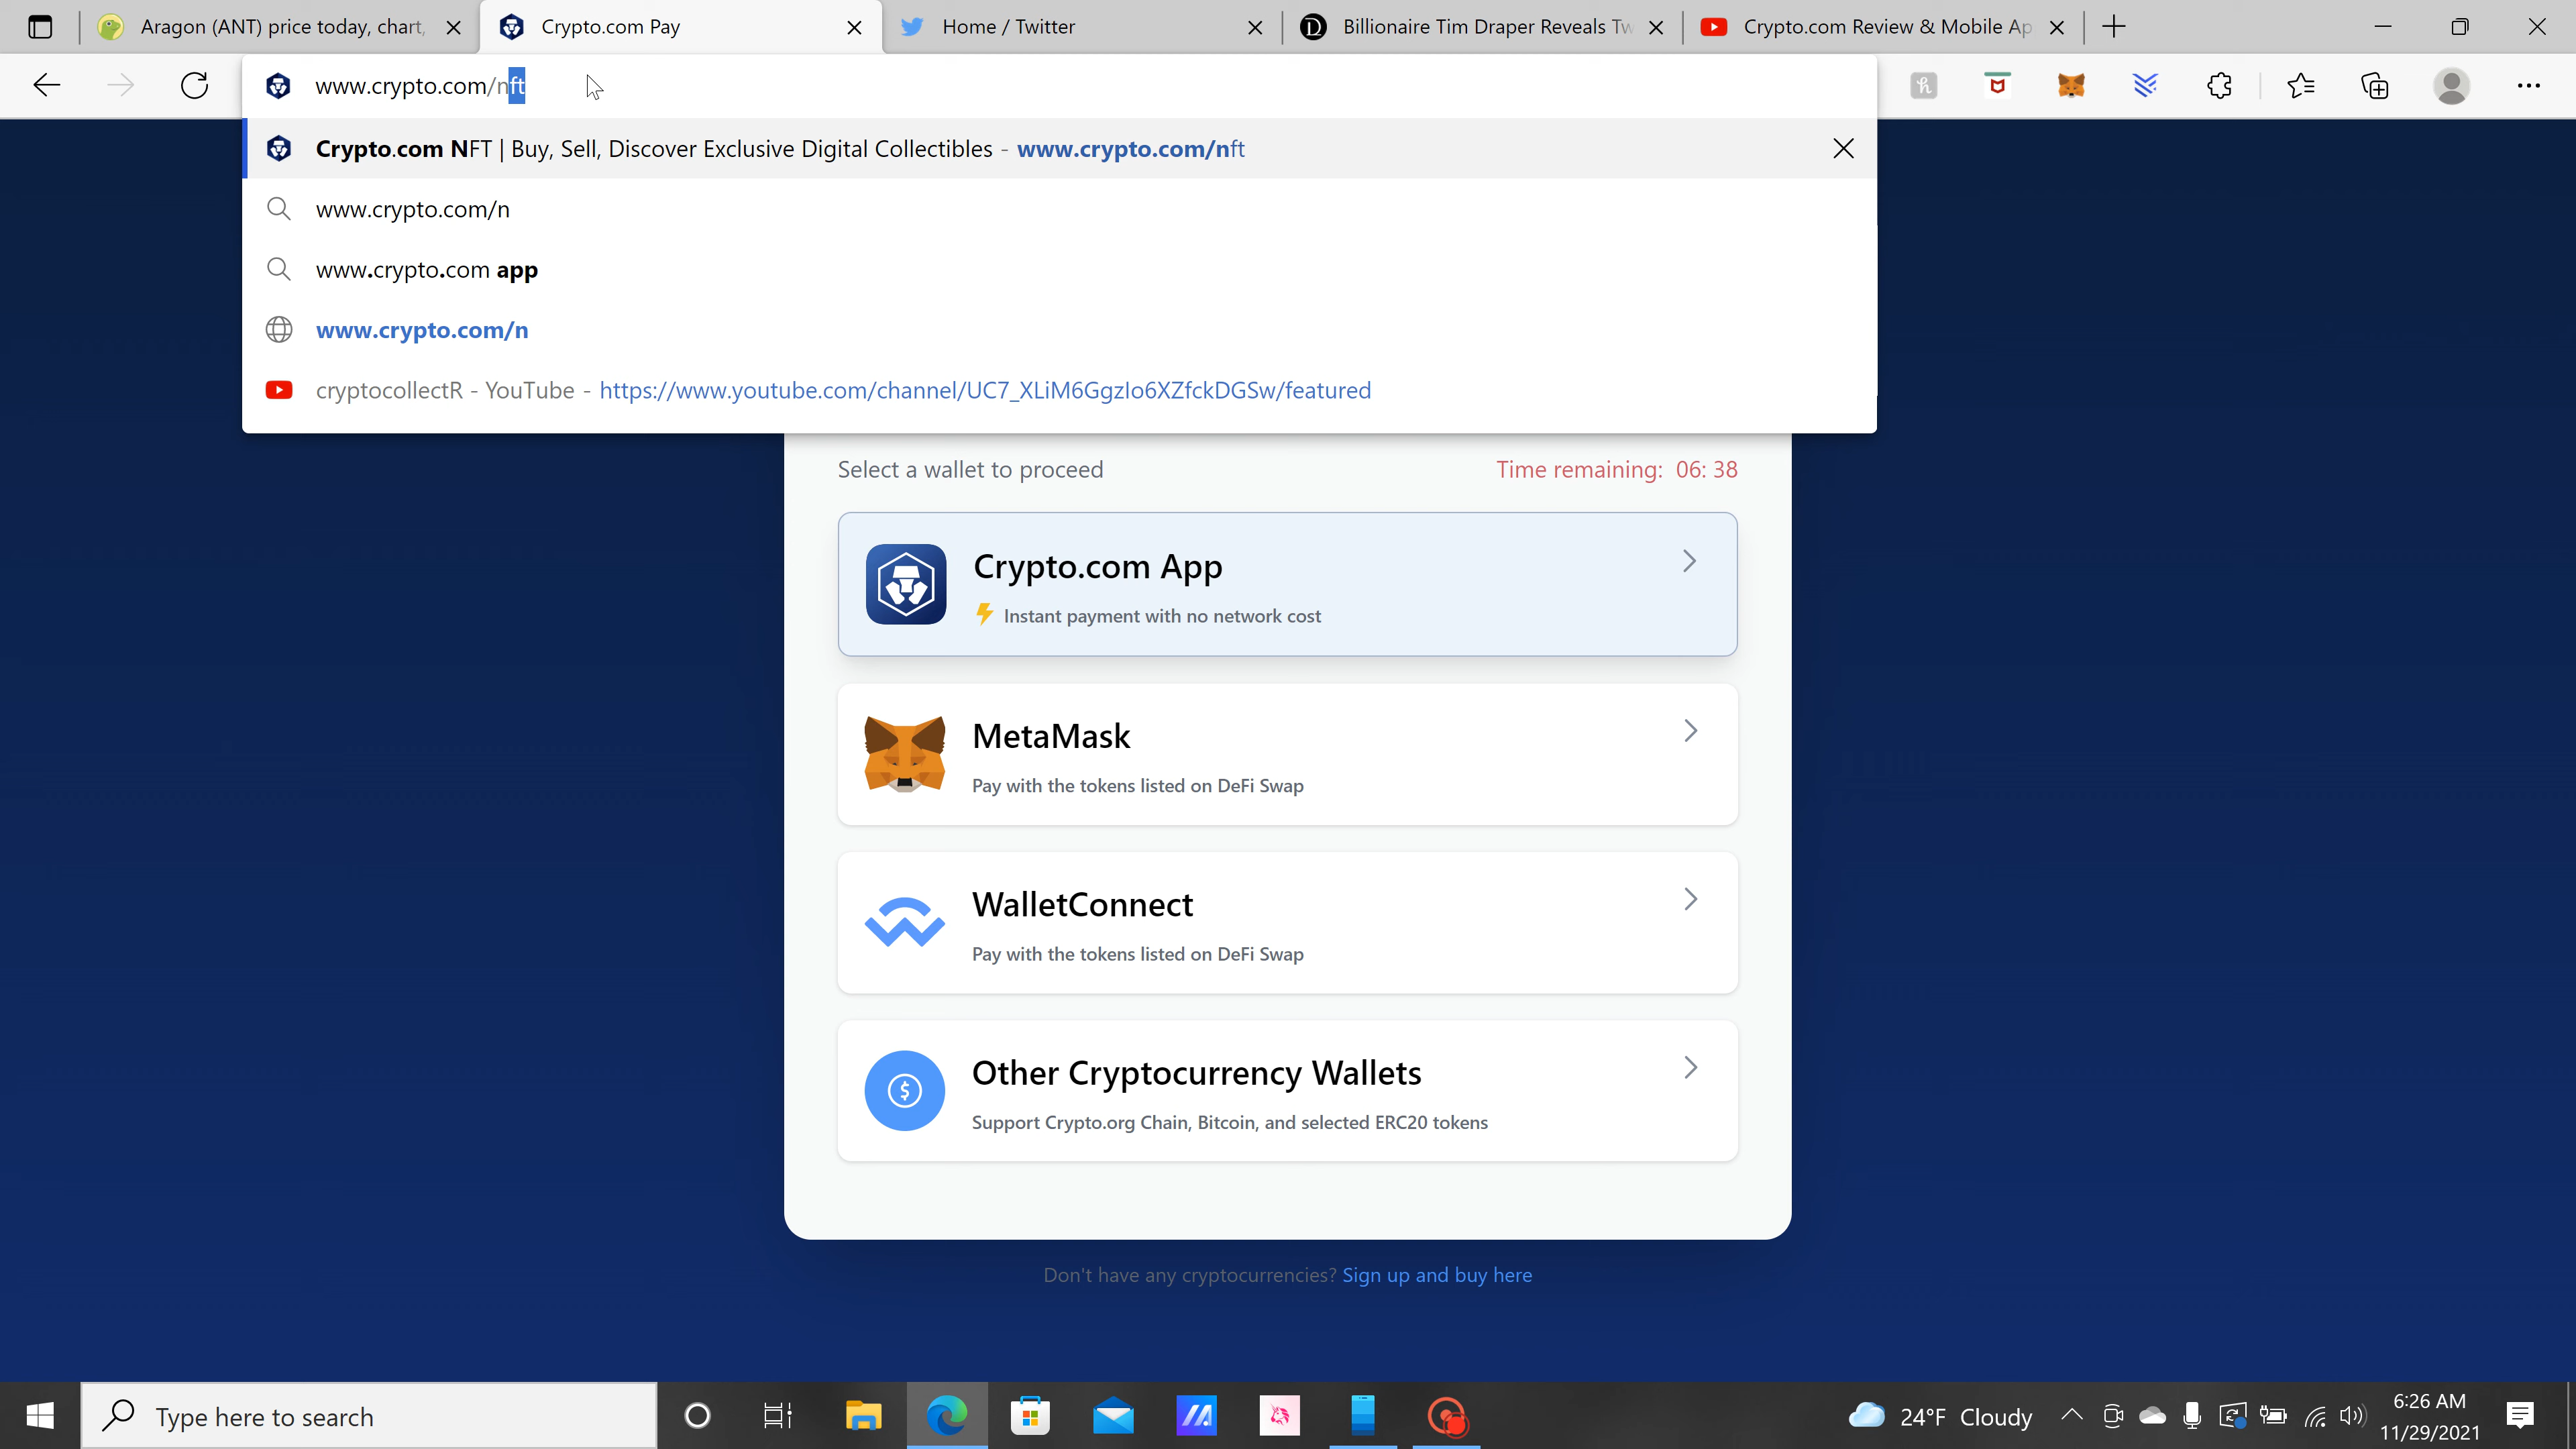 Aragon (ANT) price today, chart,
Crypto.com Pay
Home / Twitter
Billionaire Tim Draper Reveals Tw
Crypto.com Review & Mobile Ap
www.crypto.com/nft
Crypto.com NFT | Buy, Sell, Discover Exclusive Digital Collectibles - www.crypto.com/nft
www.crypto.com/n
www.crypto.com app
www.crypto.com/n
cryptocollectR - YouTube - https://www.youtube.com/channel/UC7_XLiM6GgzIo6XZfckDGSw/featured
Select a wallet to proceed
Time remaining: 06: 38
Crypto.com App
Instant payment with no network cost
MetaMask
Pay with the tokens listed on DeFi Swap
WalletConnect
Pay with the tokens listed on DeFi Swap
Other Cryptocurrency Wallets
Support Crypto.org Chain, Bitcoin, and selected ERC20 tokens
Don't have any cryptocurrencies? Sign up and buy here
Type here to search
24°F Cloudy
6:26 AM
11/29/2021